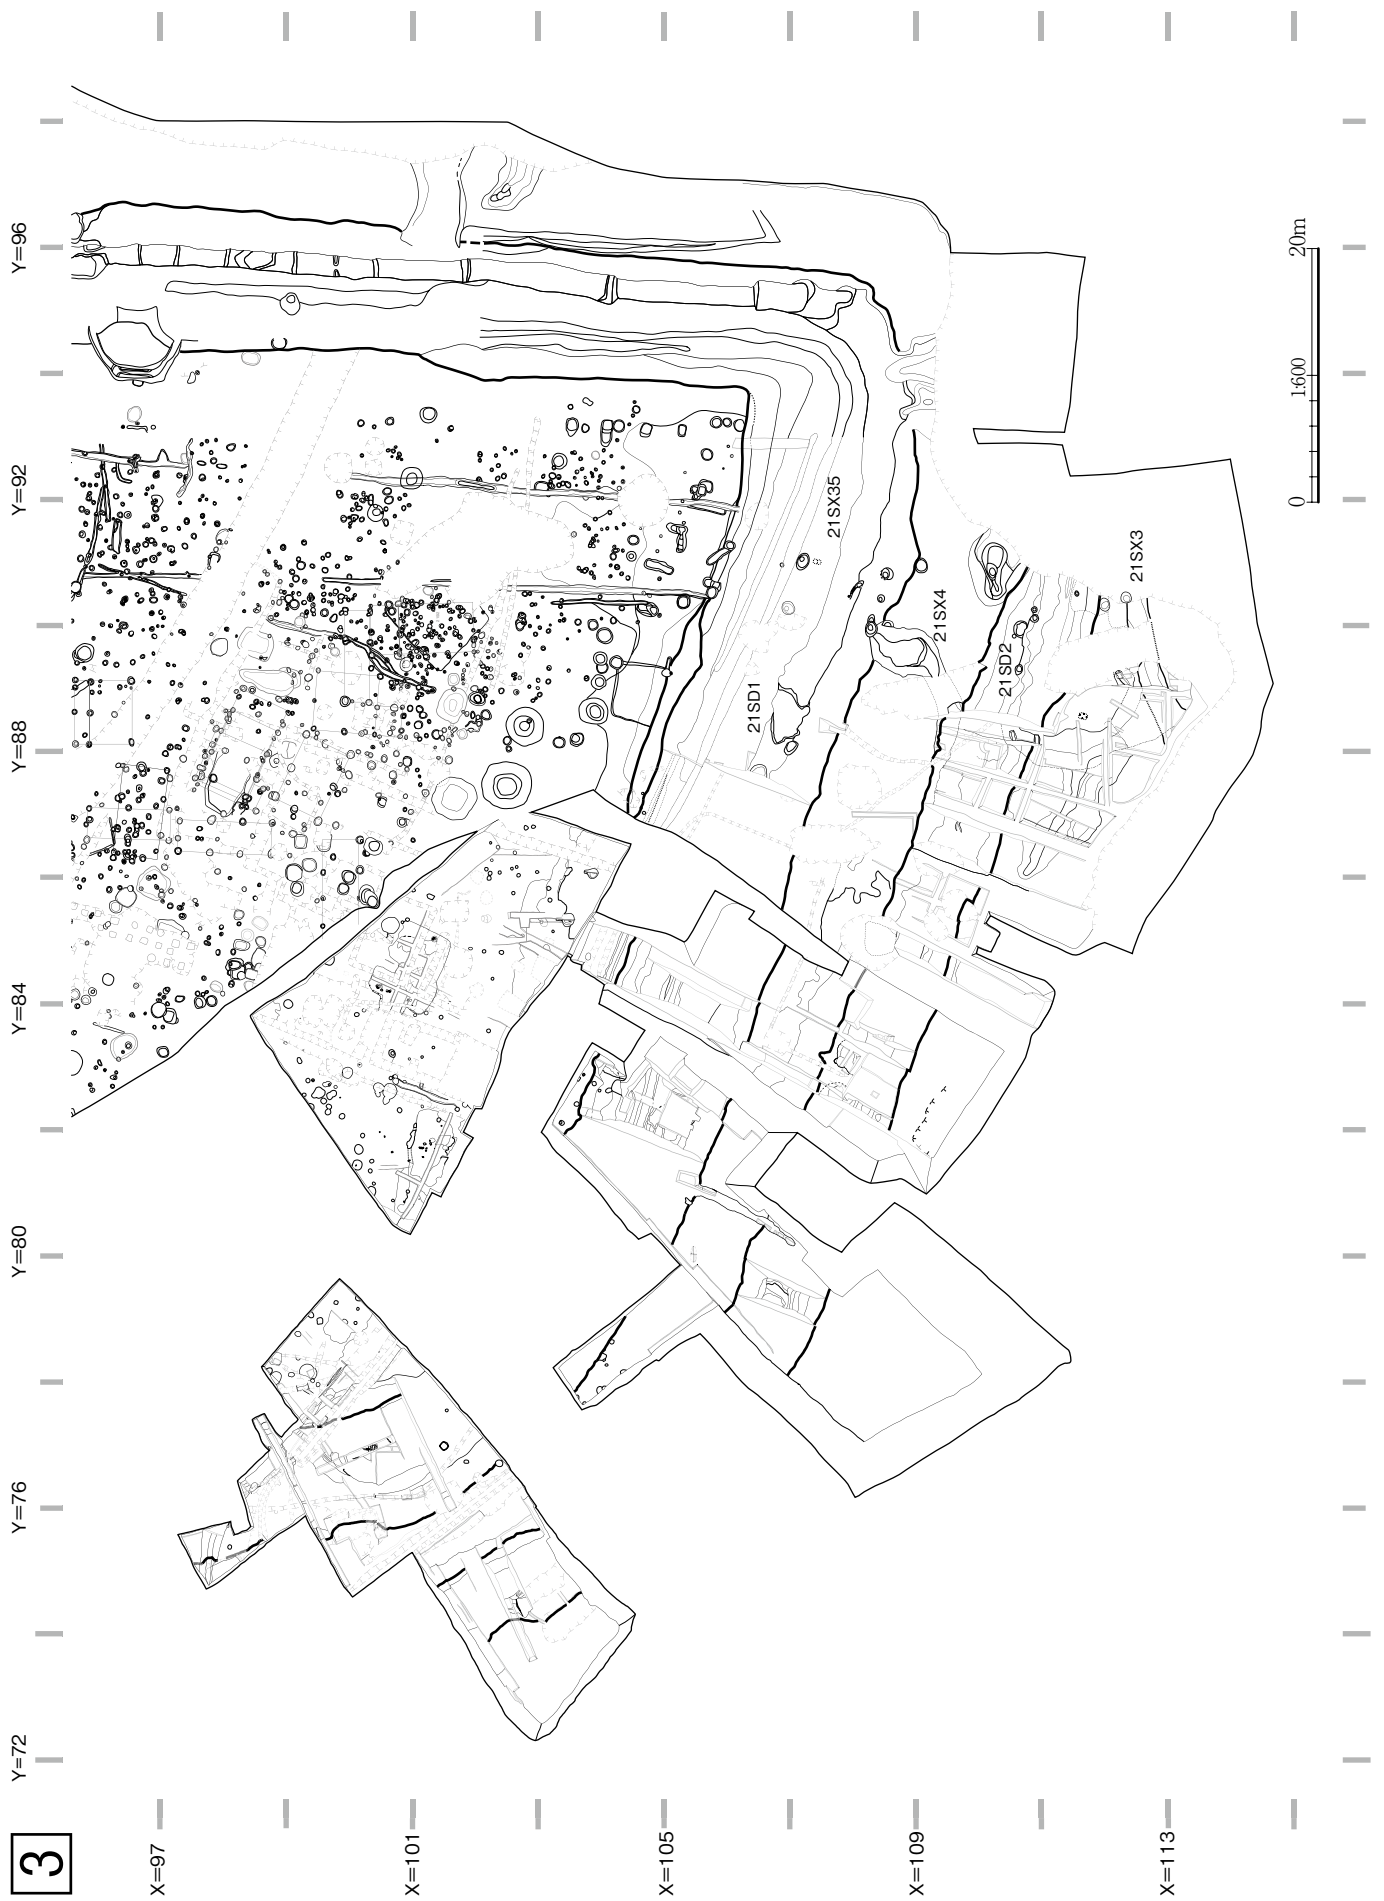 3
Y=72
Y=76
Y=80
Y=84
Y=88
Y=92
Y=96
X=97
X=101
X=105
X=109
X=113
21SD1
21SX35
21SX4
21SD2
21SX3
0 1:600 20m